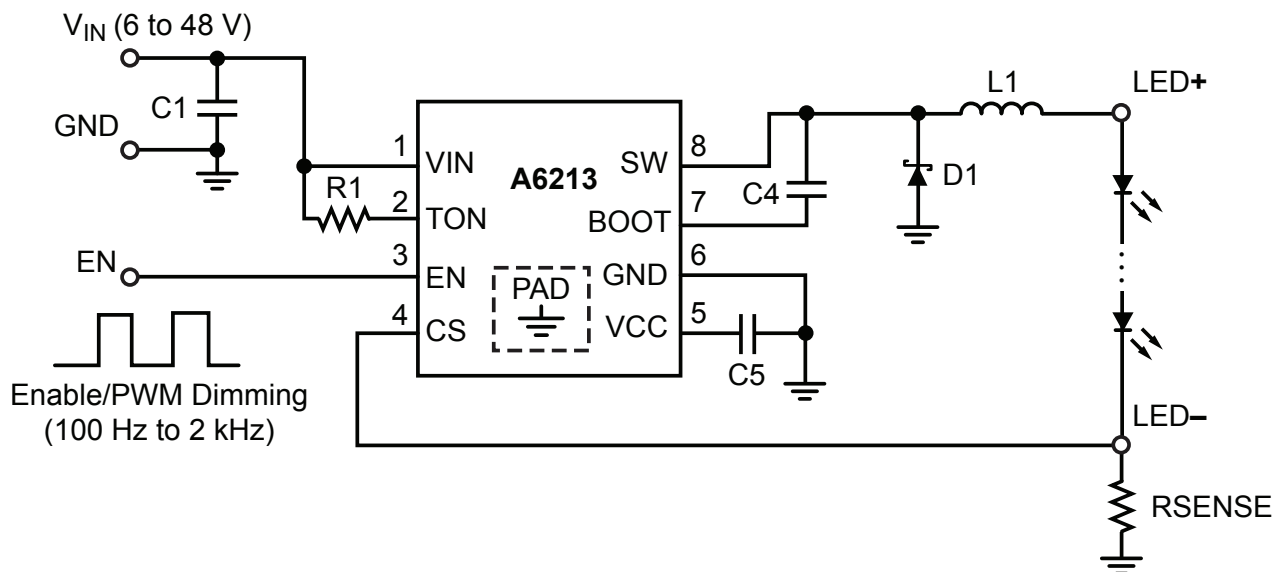 VIN (6 to 48 V)
C1
GND
R1
EN
Enable/PWM Dimming
(100 Hz to 2 kHz)
A6213
1 VIN
2 TON
3 EN
4 CS
PAD
SW 8
BOOT 7
GND 6
VCC 5
C4
C5
D1
L1
LED+
LED–
RSENSE